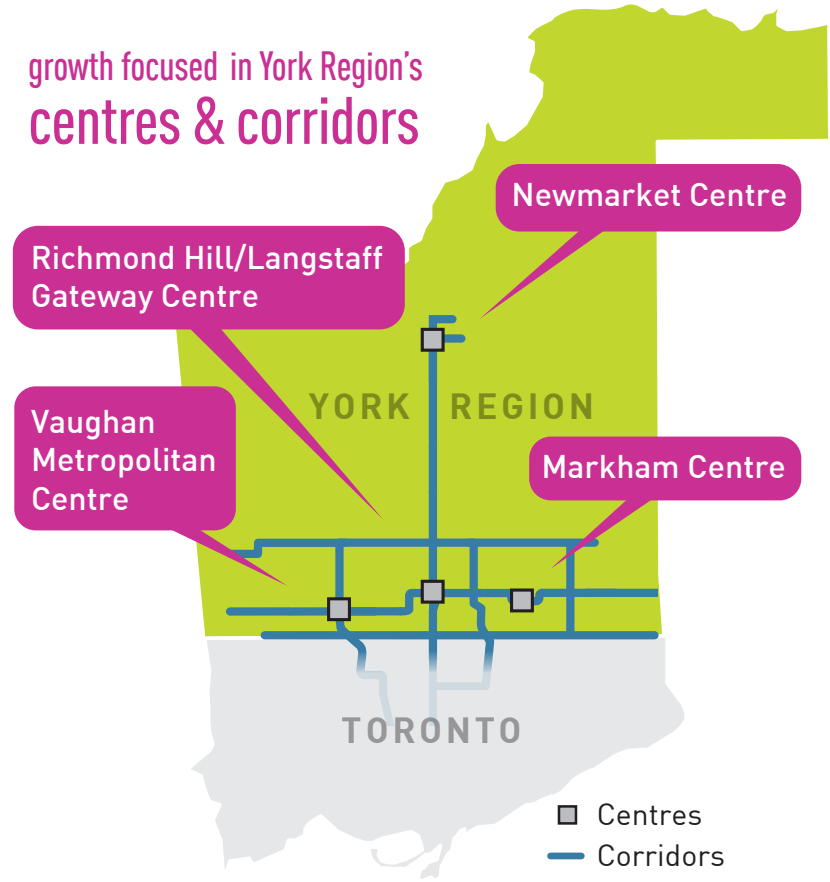 growth focused in York Region's
centres & corridors
Newmarket Centre
Richmond Hill/Langstaff
Gateway Centre
YORK REGION
Vaughan
Metropolitan
Centre
Markham Centre
TORONTO
Centres
Corridors